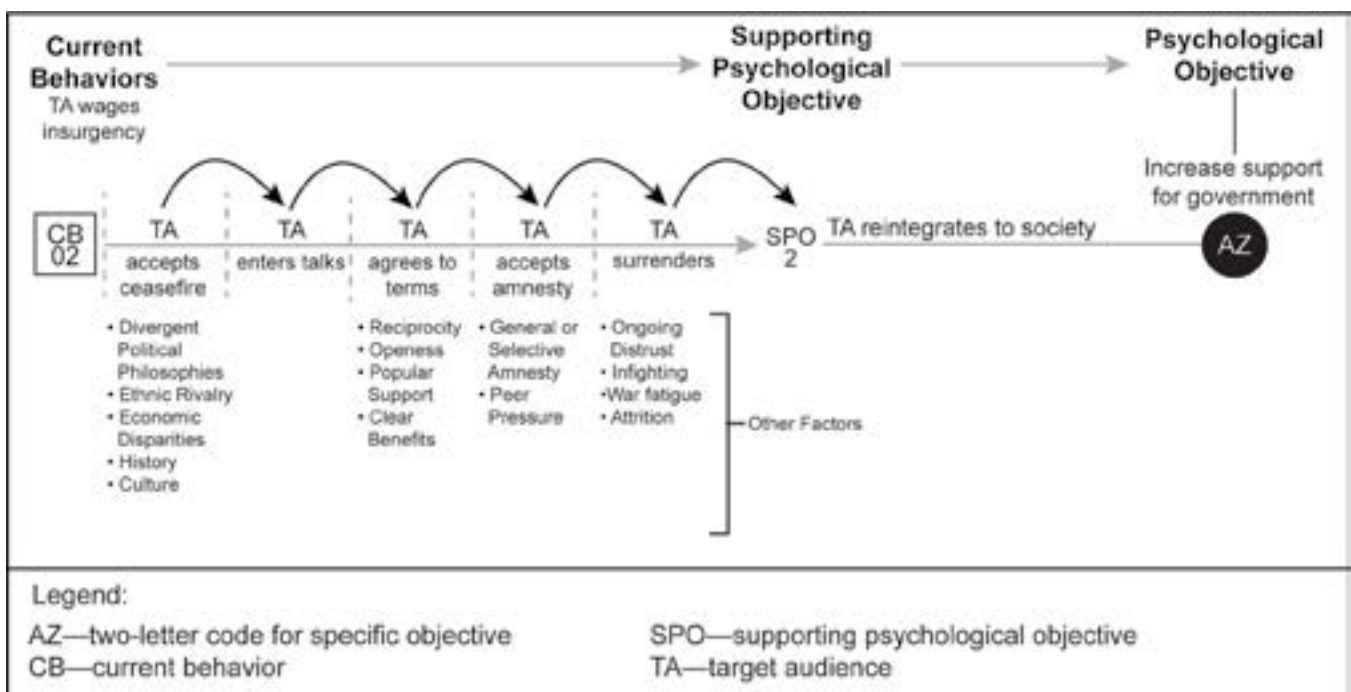 Current
Behaviors
TA wages
insurgency
Supporting
Psychological
Objective
Psychological
Objective
Increase support
for government
CB
02
TA
accepts
ceasefire
TA
enters talks
TA
agrees to
terms
TA
accepts
amnesty
TA
surrenders
SPO
2
TA reintegrates to society
AZ
• Divergent
Political
Philosophies
• Ethnic Rivalry
• Economic
Disparities
• History
• Culture
• Reciprocity
• Openess
• Popular
Support
• Clear
Benefits
• General or
Selective
Amnesty
• Peer
Pressure
• Ongoing
Distrust
• Infighting
•War fatigue
• Attrition
Other Factors
Legend:
AZ—two-letter code for specific objective
CB—current behavior
SPO—supporting psychological objective
TA—target audience